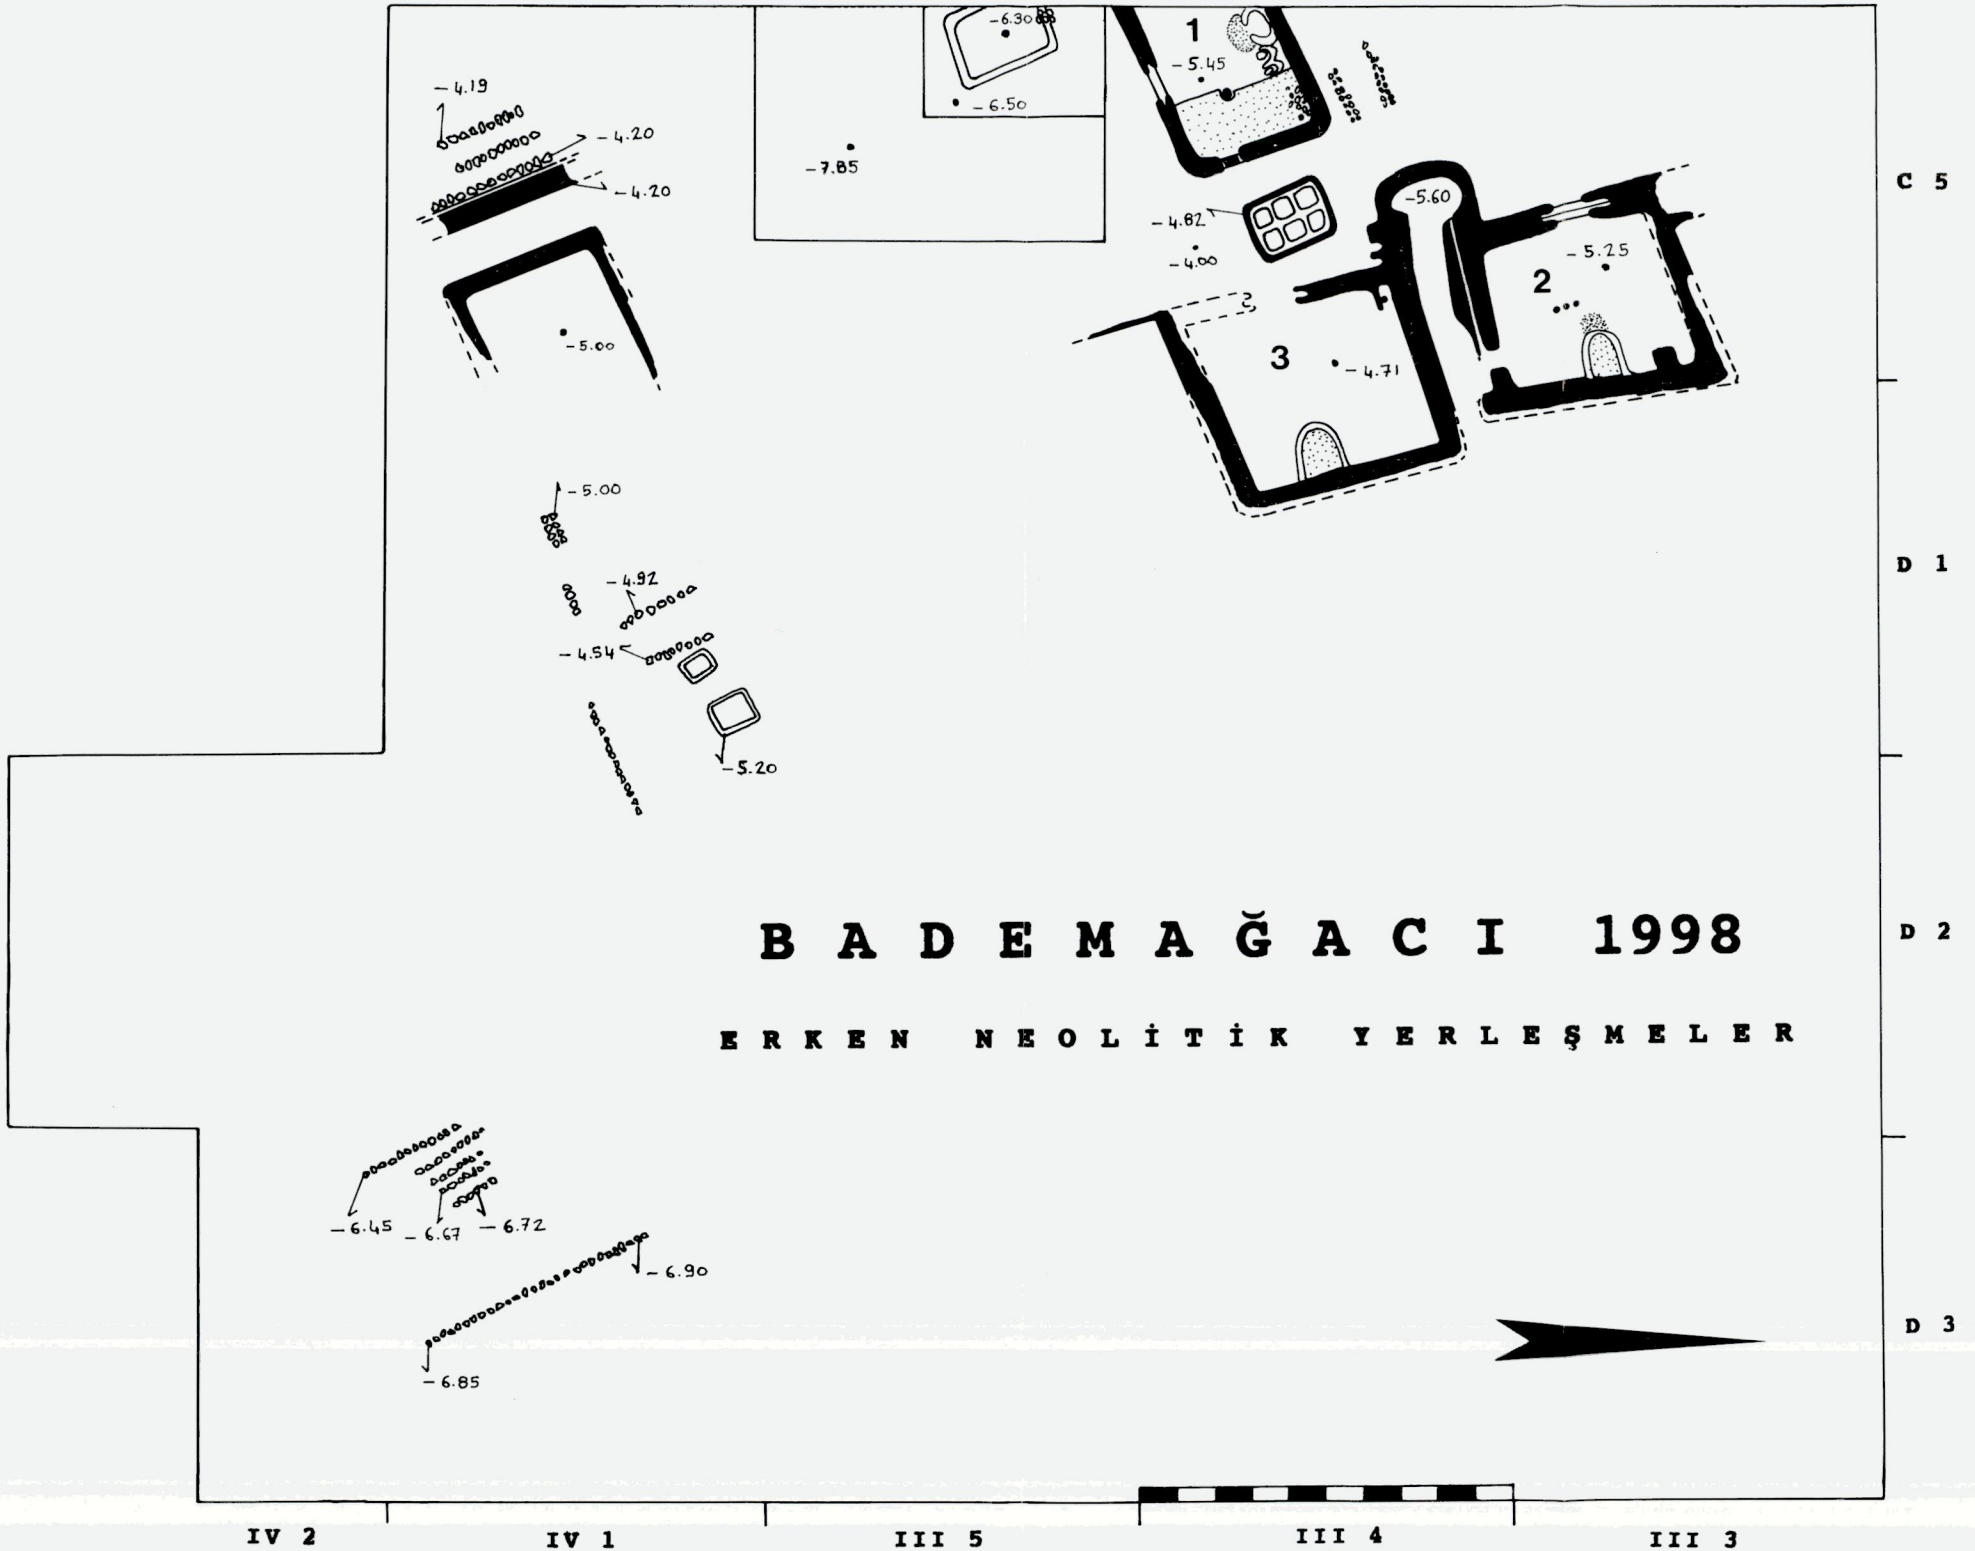 -6.30
1
-5.45
-4.19
-6.50
-4.20
-7.85
C 5
-4.20
-5.60
-4.82
-5.25
-4.00
2
-5.00
3
-4.71
-5.00
D 1
-4.92
-4.54
-5.20
BADEMAĞACI 1998
D 2
ERKEN NEOLİTİK YERLEŞMELER
-6.45
-6.67
-6.72
-6.90
D 3
-6.85
IV 2
IV 1
III 5
III 4
III 3